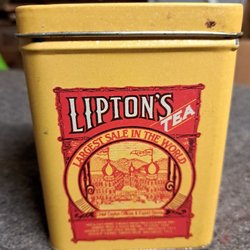 LIPTON'S
TEA
LARGEST SALE IN THE WORLD